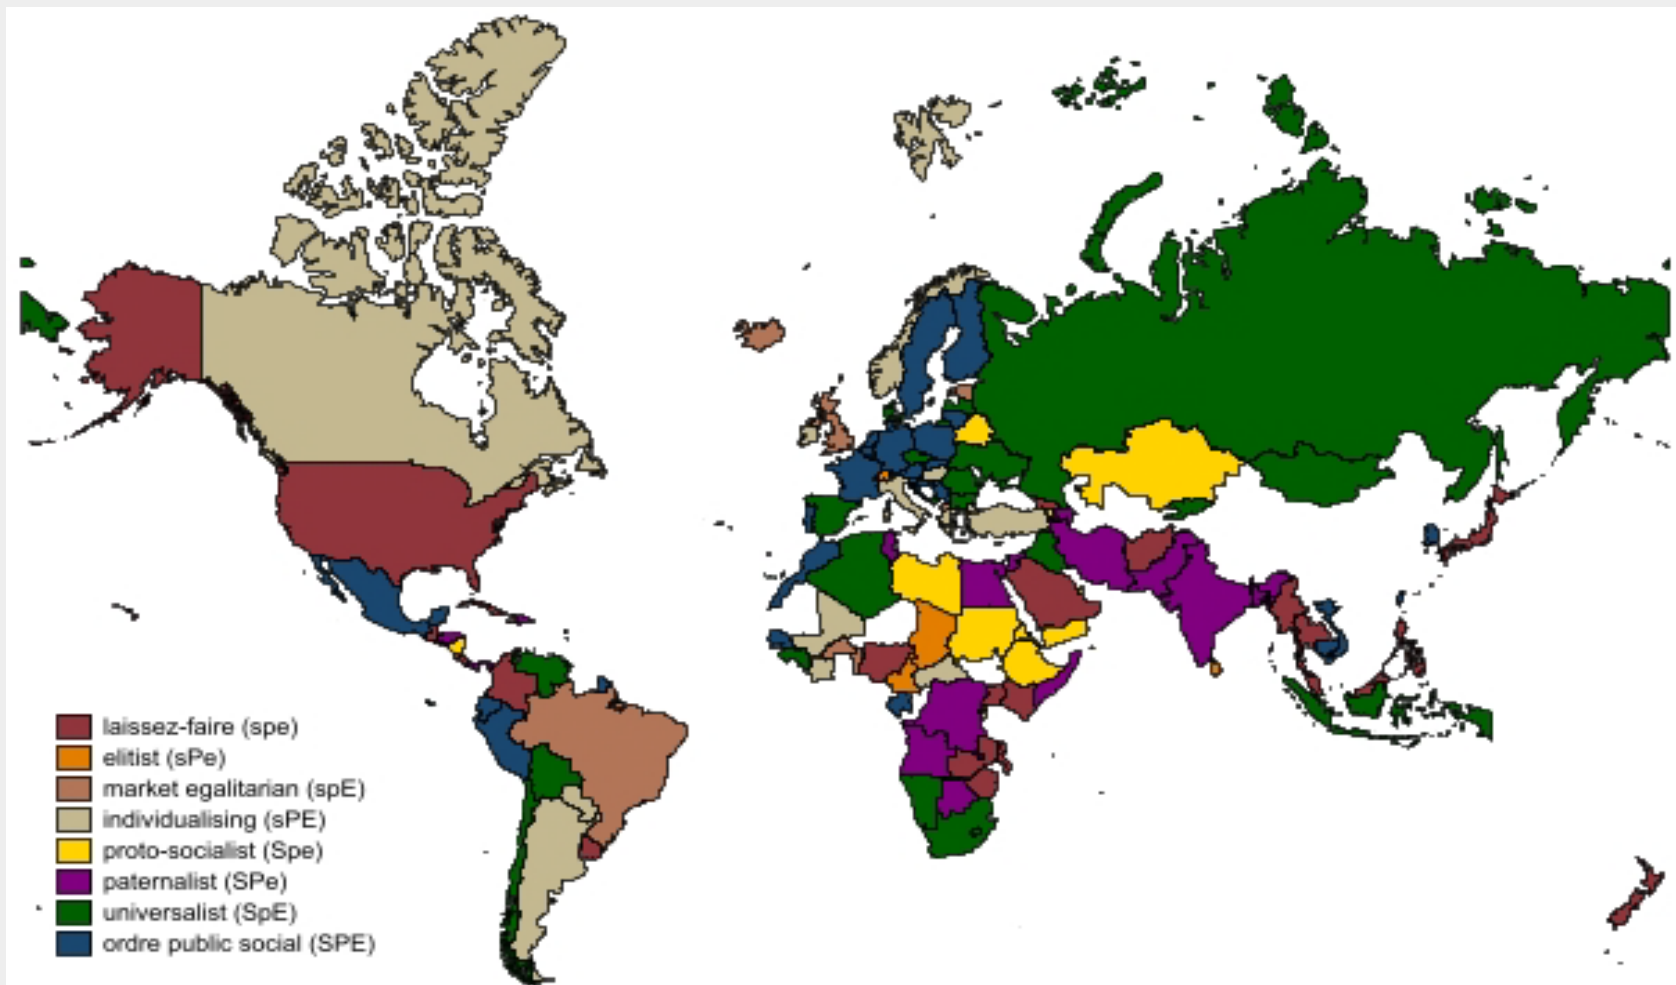 laissez-faire (spe)
elitist (sPe)
market egalitarian (spE)
individualising (sPE)
proto-socialist (Spe)
paternalist (SPe)
universalist (SpE)
ordre public social (SPE)